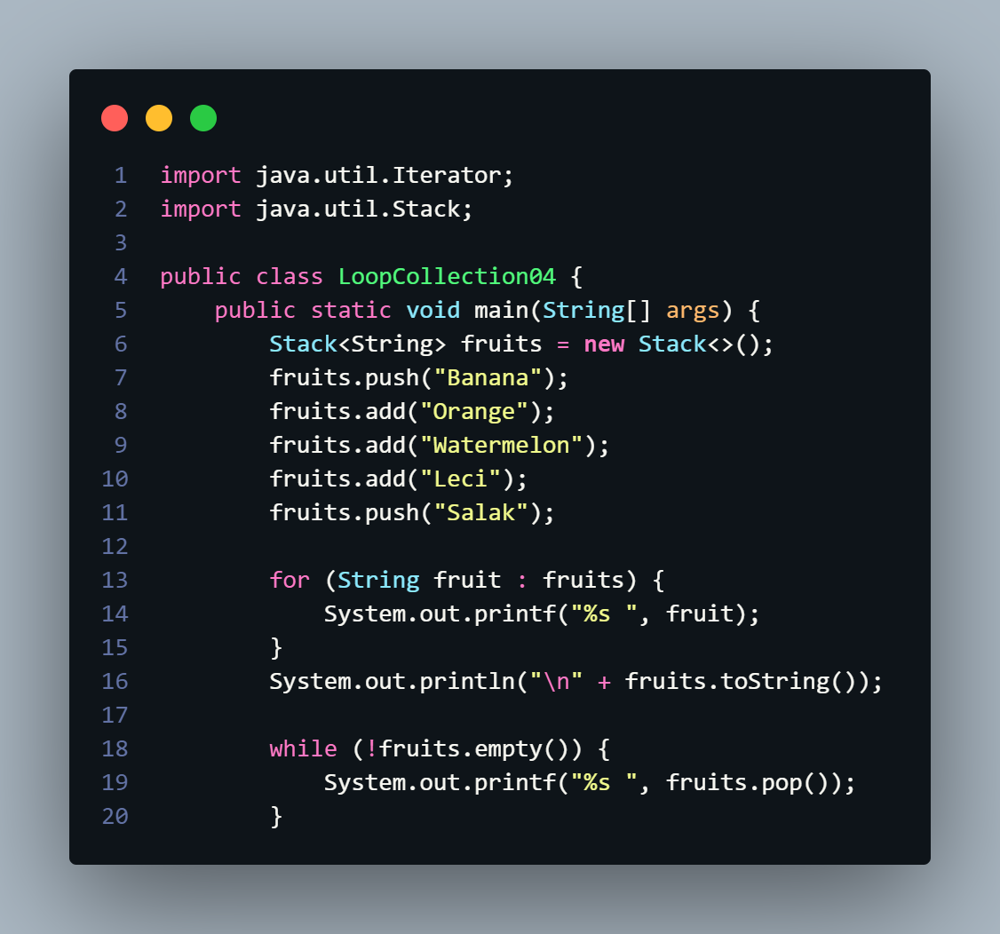 1 import java.util.Iterator;
2 import java.util.Stack;
3
4 public class LoopCollection04 {
5     public static void main(String[] args) {
6         Stack<String> fruits = new Stack<>();
7         fruits.push("Banana");
8         fruits.add("Orange");
9         fruits.add("Watermelon");
10         fruits.add("Leci");
11         fruits.push("Salak");
12
13         for (String fruit : fruits) {
14             System.out.printf("%s ", fruit);
15         }
16         System.out.println("\n" + fruits.toString());
17
18         while (!fruits.empty()) {
19             System.out.printf("%s ", fruits.pop());
20         }